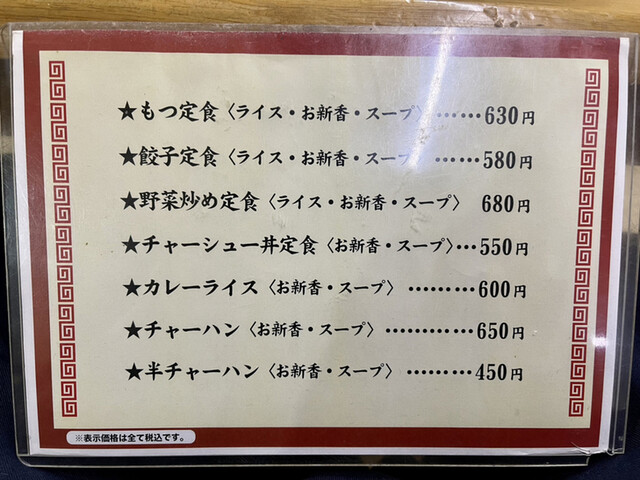 ★もつ定食〈ライス・お新香・スープ〉……630円
★餃子定食〈ライス・お新香・スープ〉……580円
★野菜炒め定食〈ライス・お新香・スープ〉 680円
★チャーシュー丼定食〈お新香・スープ〉…550円
★カレーライス〈お新香・スープ〉………600円
★チャーハン〈お新香・スープ〉…………650円
★半チャーハン〈お新香・スープ〉………450円
※表示価格は全て税込です。